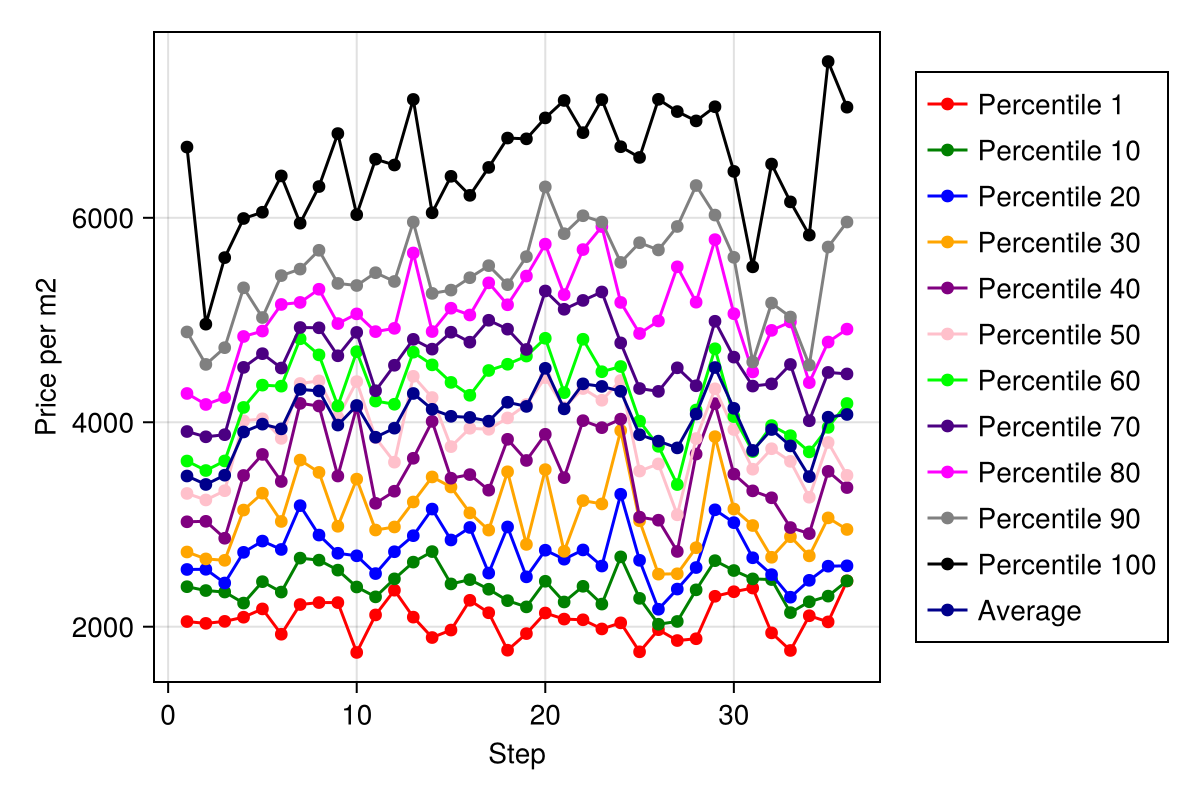 Price per m2
6000
4000
2000
0
10
20
30
Step
Percentile 1
Percentile 10
Percentile 20
Percentile 30
Percentile 40
Percentile 50
Percentile 60
Percentile 70
Percentile 80
Percentile 90
Percentile 100
Average